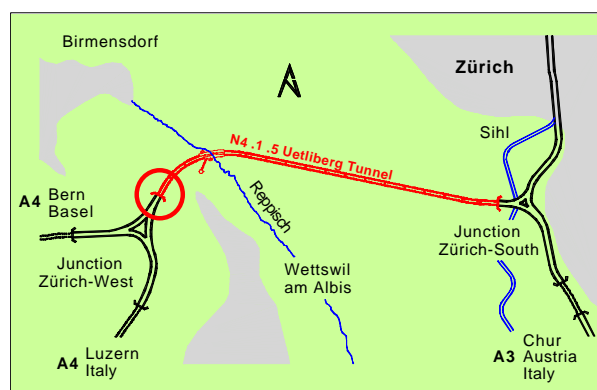 Birmensdorf
Zürich
Sihl
N4 .1 .5 Uetliberg Tunnel
A4 Bern
Basel
Reppisch
Junction
Zürich-West
Wettswil
am Albis
Junction
Zürich-South
A4 Luzern
Italy
A3 Chur
Austria
Italy